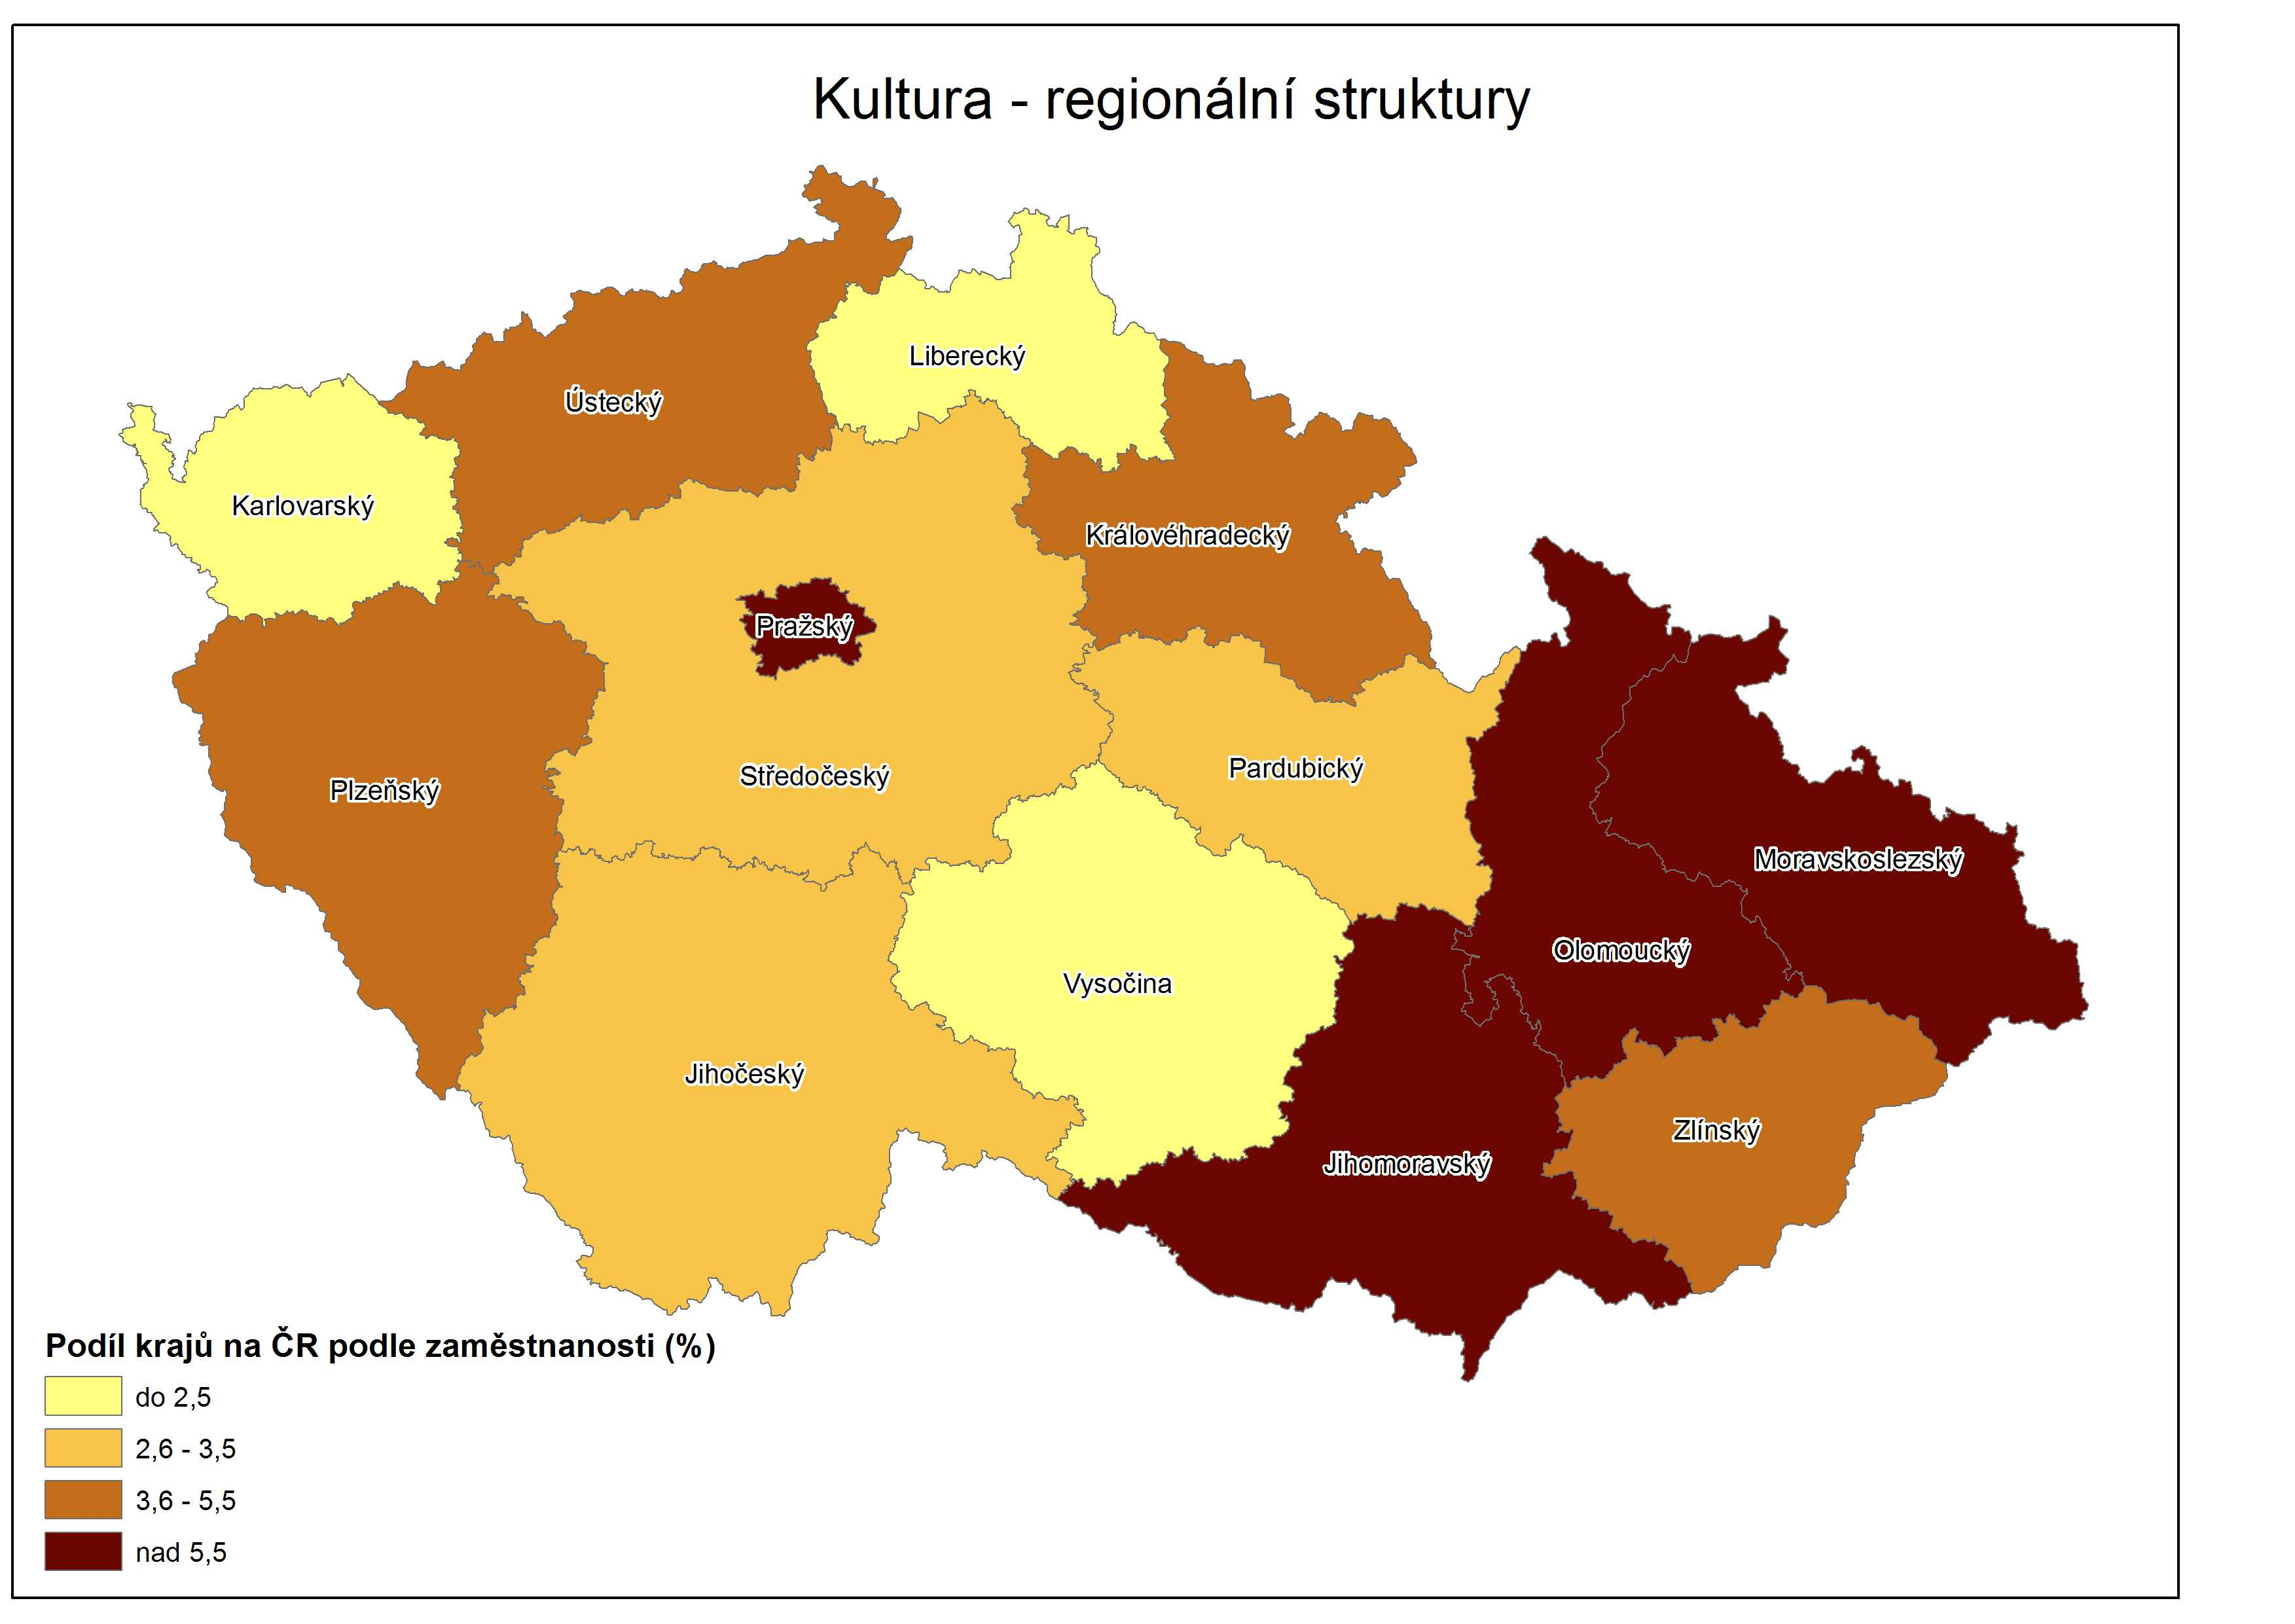 Kultura - regionální struktury
Liberecký
Ústecký
Karlovarský
Královéhradecký
Pražský
Pardubický
Středočeský
Plzeňský
Moravskoslezský
Olomoucký
Vysočina
Jihočeský
Zlínský
Jihomoravský
Podíl krajů na ČR podle zaměstnanosti (%)
do 2,5
2,6 - 3,5
3,6 - 5,5
nad 5,5